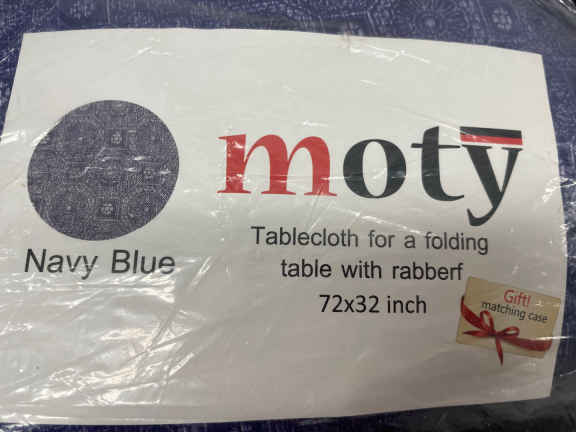 moty
Navy Blue
Tablecloth for a folding
table with rabberf
72x32 inch
Gift!
matching case